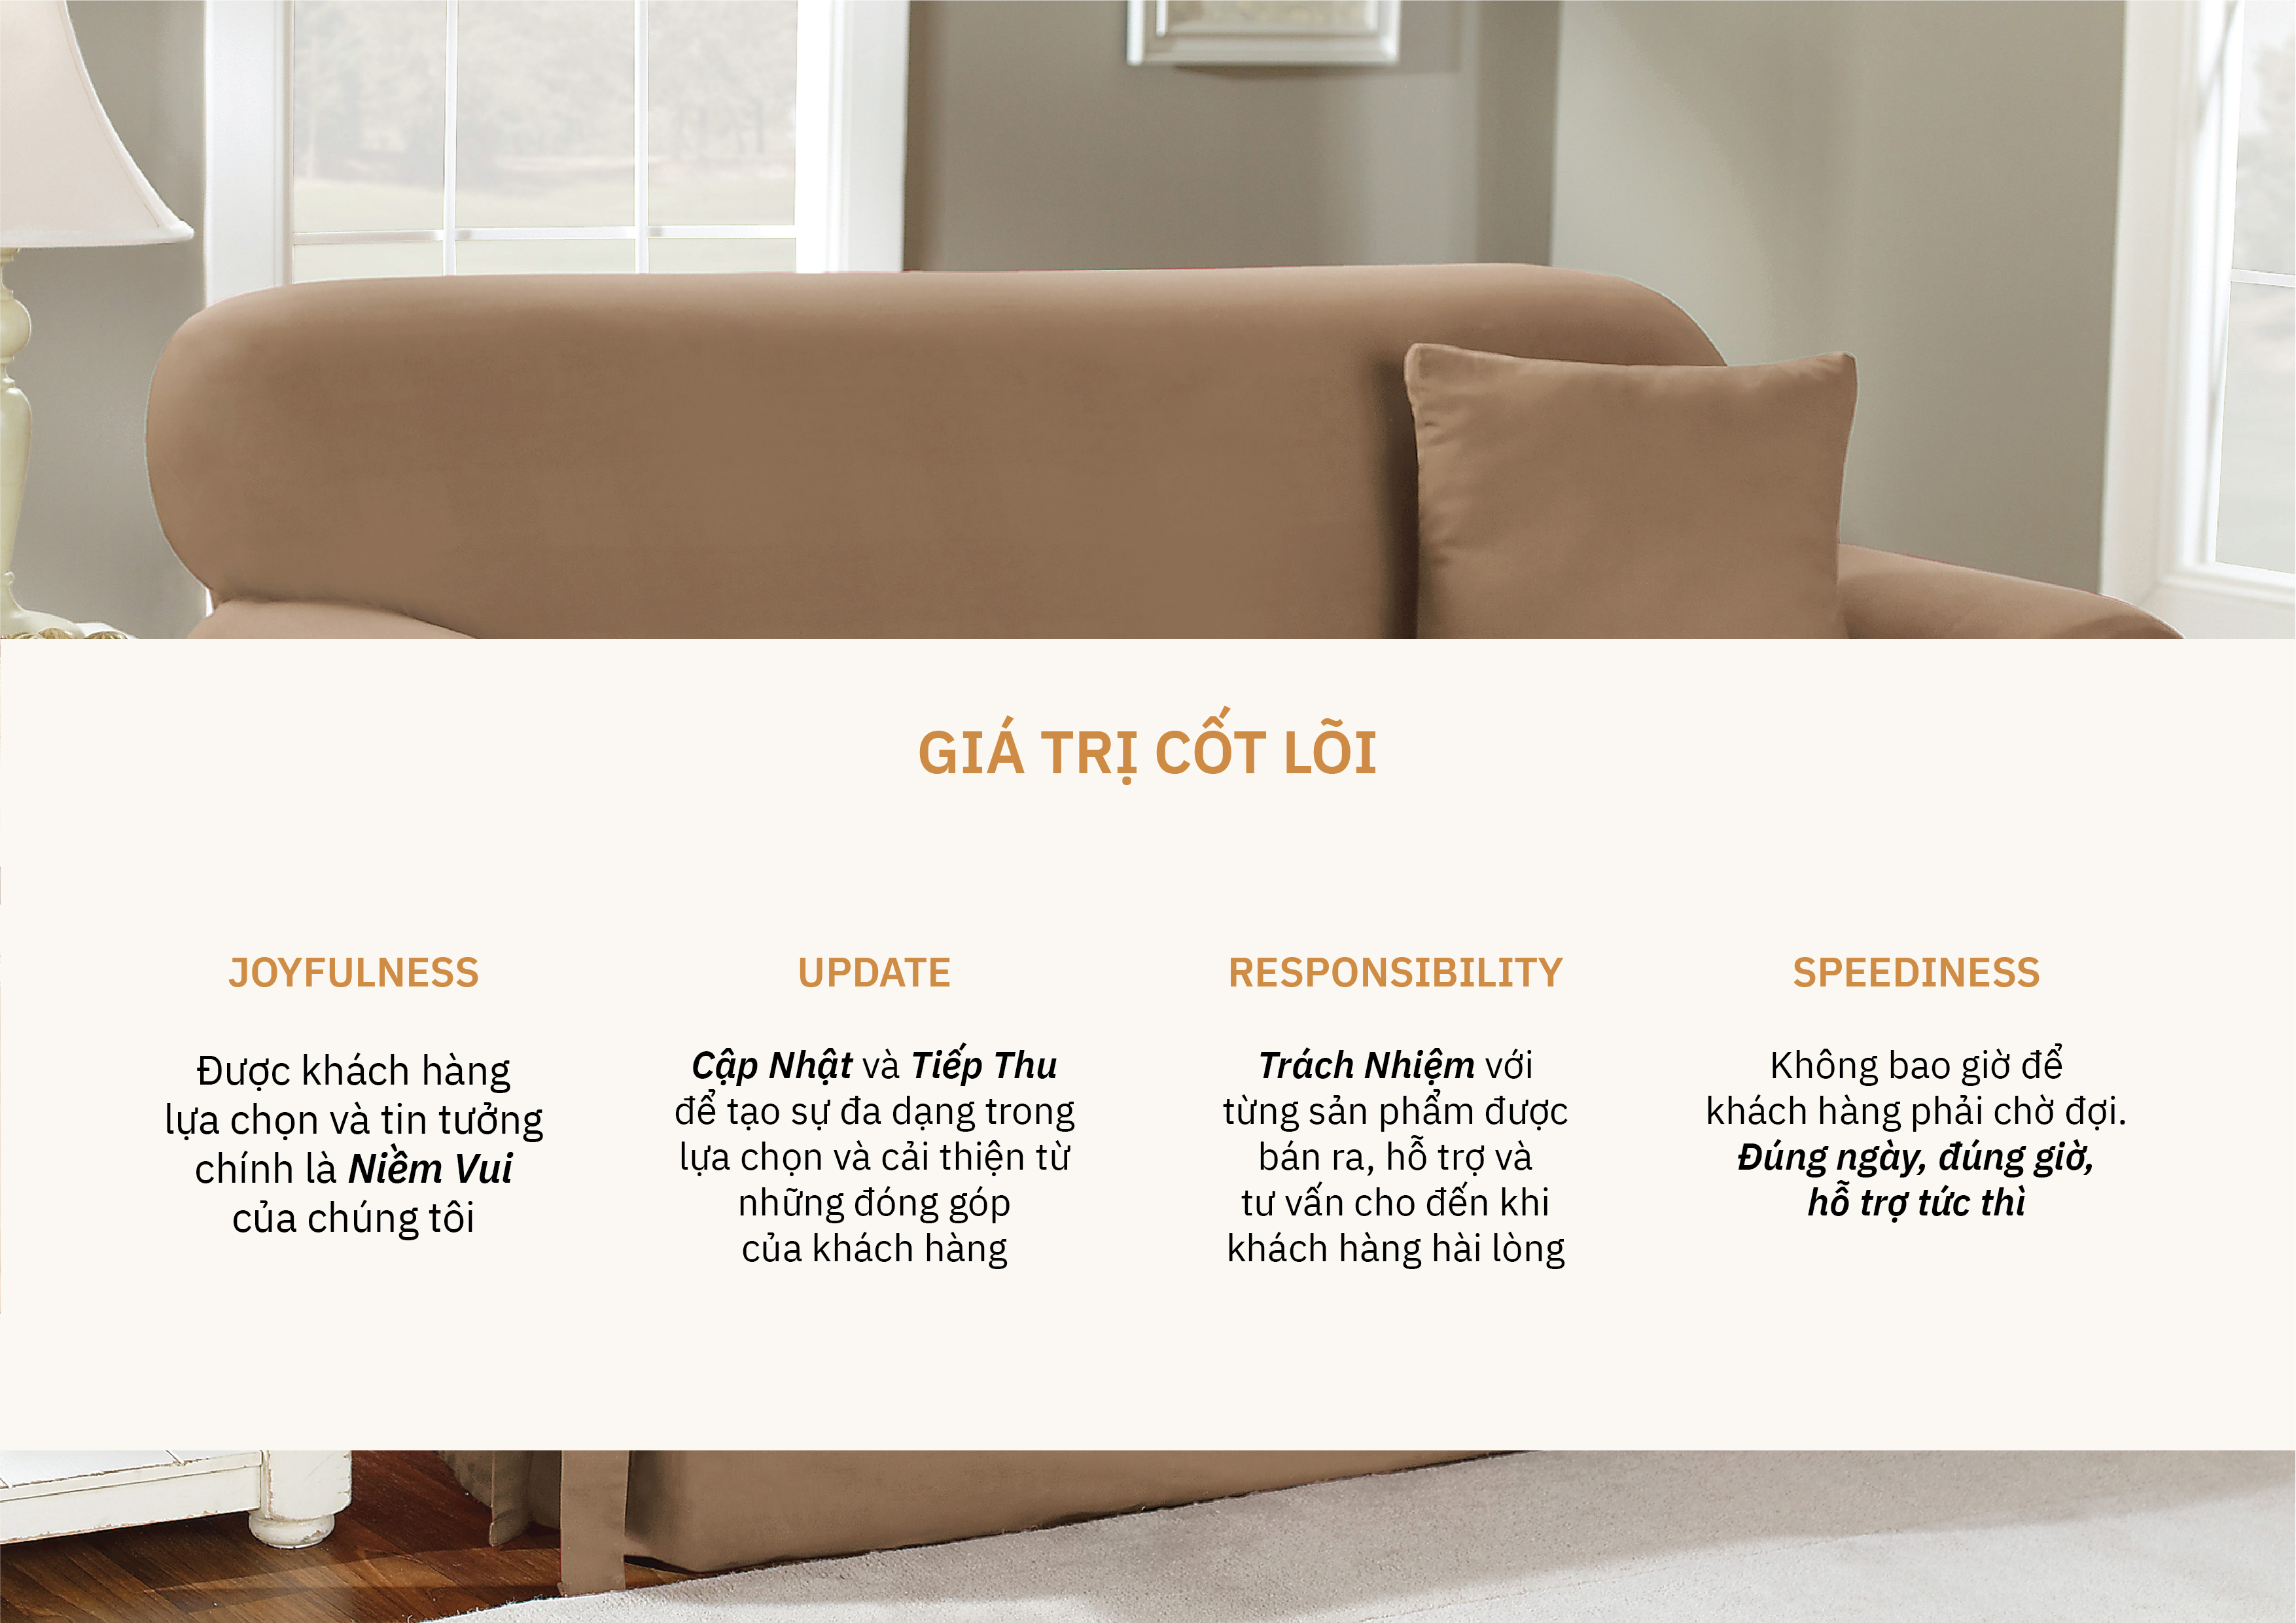 GIÁ TRỊ CỐT LÕI
JOYFULNESS
Được khách hàng
lựa chọn và tin tưởng
chính là Niềm Vui
của chúng tôi
UPDATE
Cập Nhật và Tiếp Thu
để tạo sự đa dạng trong
lựa chọn và cải thiện từ
những đóng góp
của khách hàng
RESPONSIBILITY
Trách Nhiệm với
từng sản phẩm được
bán ra, hỗ trợ và
tư vấn cho đến khi
khách hàng hài lòng
SPEEDINESS
Không bao giờ để
khách hàng phải chờ đợi.
Đúng ngày, đúng giờ,
hỗ trợ tức thì